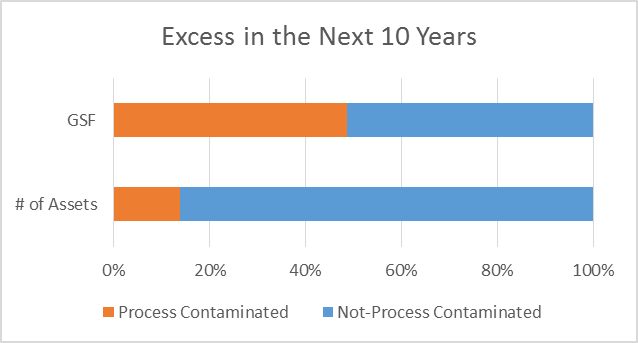 Excess in the Next 10 Years
GSF
# of Assets
0% 20% 40% 60% 80% 100%
Process Contaminated Not-Process Contaminated